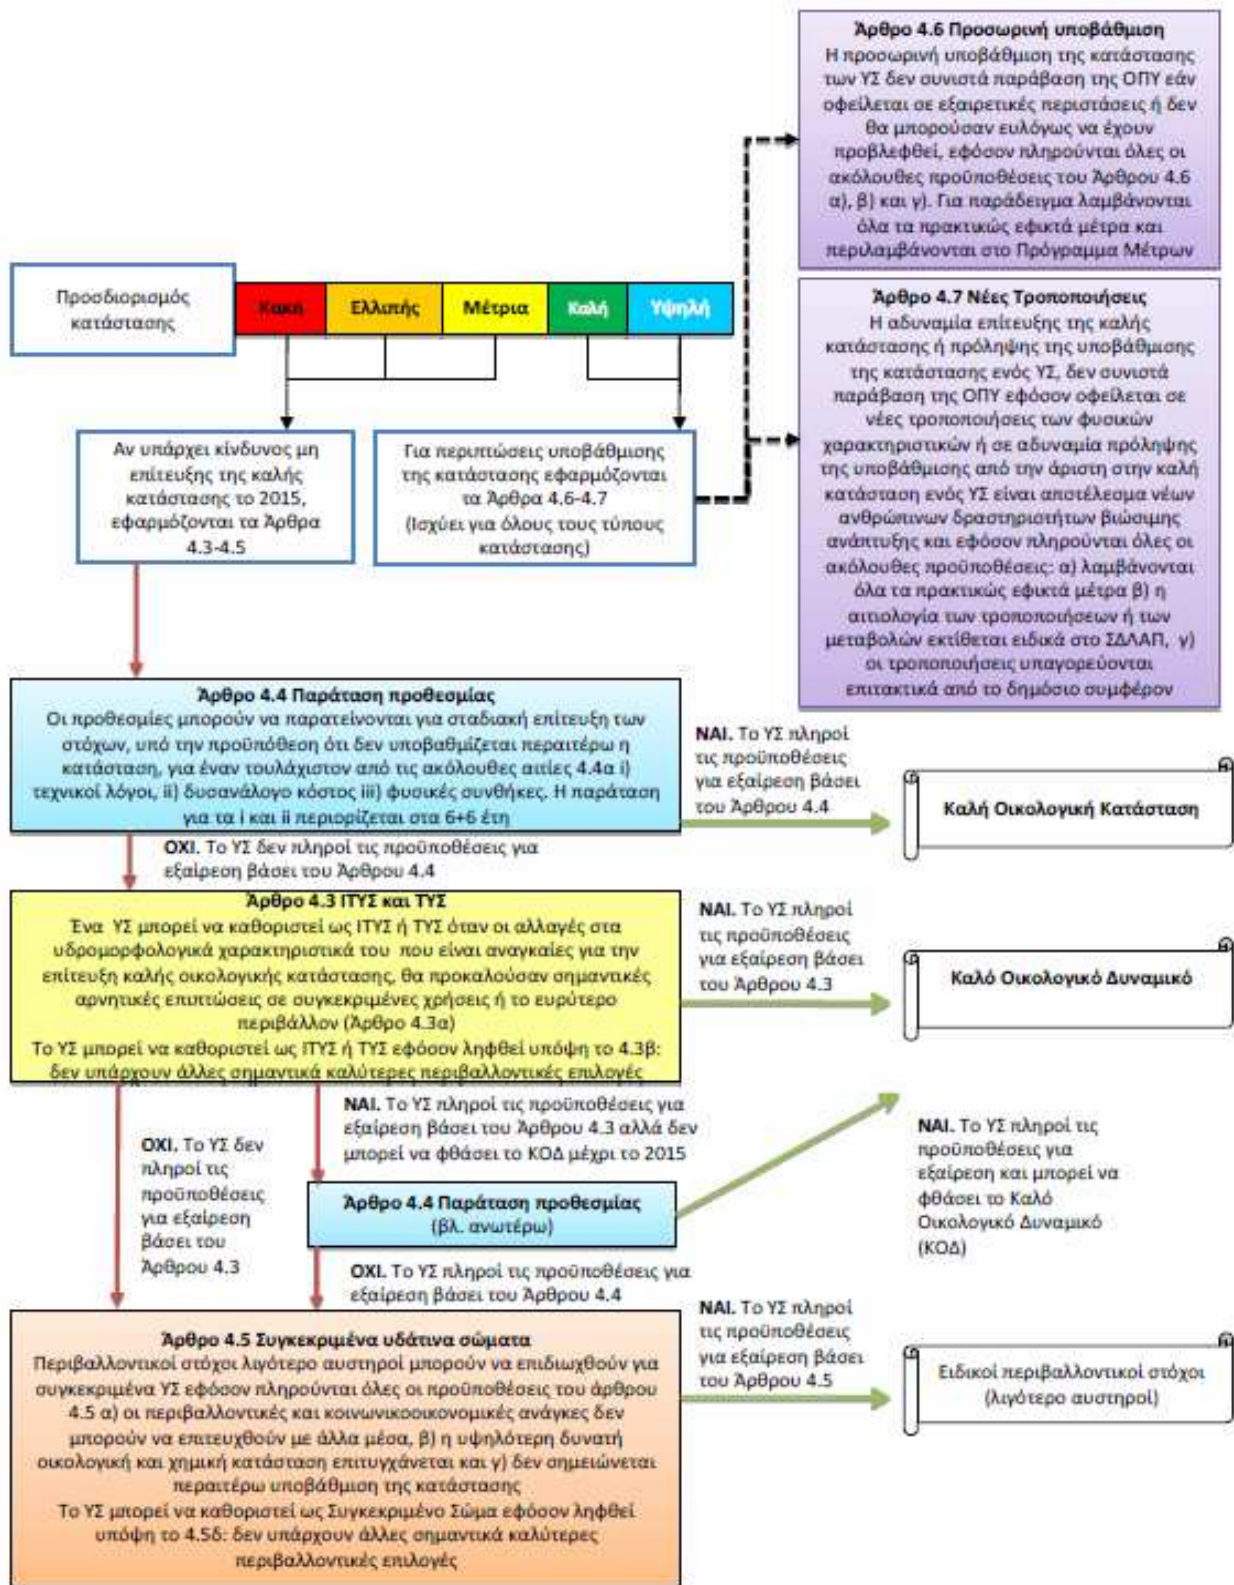 Άρθρο 4.6 Προσωρινή υποβάθμιση
Η προσωρινή υποβάθμιση της κατάστασης
των ΥΣ δεν συνιστά παράβαση της ΟΠΥ εάν
οφείλεται σε εξαιρετικές περιστάσεις ή δεν
θα μπορούσαν ευλόγως να έχουν
προβλεφθεί, εφόσον πληρούνται όλες οι
ακόλουθες προϋποθέσεις του Άρθρου 4.6
α), β) και γ). Για παράδειγμα λαμβάνονται
όλα τα πρακτικώς εφικτά μέτρα και
περιλαμβάνονται στο Πρόγραμμα Μέτρων
Προσδιορισμός
κατάστασης
Κακή
Ελλιπής
Μέτρια
Καλή
Υψηλή
Άρθρο 4.7 Νέες Τροποποιήσεις
Η αδυναμία επίτευξης της καλής
κατάστασης ή πρόληψης της υποβάθμισης
της κατάστασης ενός ΥΣ, δεν συνιστά
παράβαση της ΟΠΥ εφόσον οφείλεται σε
νέες τροποποιήσεις των φυσικών
χαρακτηριστικών ή σε αδυναμία πρόληψης
της υποβάθμισης από την άριστη στην καλή
κατάσταση ενός ΥΣ είναι αποτέλεσμα νέων
ανθρώπινων δραστηριοτήτων βιώσιμης
ανάπτυξης και εφόσον πληρούνται όλες οι
ακόλουθες προϋποθέσεις: α) λαμβάνονται
όλα τα πρακτικώς εφικτά μέτρα β) η
αιτιολογία των τροποποιήσεων ή των
μεταβολών εκτίθεται ειδικά στο ΣΔΛΑΠ, γ)
οι τροποποιήσεις υπαγορεύονται
επιτακτικά από το δημόσιο συμφέρον
Αν υπάρχει κίνδυνος μη
επίτευξης της καλής
κατάστασης το 2015,
εφαρμόζονται τα Άρθρα
4.3-4.5
Για περιπτώσεις υποβάθμισης
της κατάστασης εφαρμόζονται
τα Άρθρα 4.6-4.7
(Ισχύει για όλους τους τύπους
κατάστασης)
Άρθρο 4.4 Παράταση προθεσμίας
Οι προθεσμίες μπορούν να παρατείνονται για σταδιακή επίτευξη των
στόχων, υπό την προϋπόθεση ότι δεν υποβαθμίζεται περαιτέρω η
κατάσταση, για έναν τουλάχιστον από τις ακόλουθες αιτίες 4.4α i)
τεχνικοί λόγοι, ii) δυσανάλογο κόστος iii) φυσικές συνθήκες. Η παράταση
για τα i και ii περιορίζεται στα 6+6 έτη
ΝΑΙ. Το ΥΣ πληροί
τις προϋποθέσεις
για εξαίρεση βάσει
του Άρθρου 4.4
Καλή Οικολογική Κατάσταση
ΟΧΙ. Το ΥΣ δεν πληροί τις προϋποθέσεις για
εξαίρεση βάσει του Άρθρου 4.4
Άρθρο 4.3 ΙΤΥΣ και ΤΥΣ
Ένα ΥΣ μπορεί να καθοριστεί ως ΙΤΥΣ ή ΤΥΣ όταν οι αλλαγές στα
υδρομορφολογικά χαρακτηριστικά του που είναι αναγκαίες για την
επίτευξη καλής οικολογικής κατάστασης, θα προκαλούσαν σημαντικές
αρνητικές επιπτώσεις σε συγκεκριμένες χρήσεις ή το ευρύτερο
περιβάλλον (Άρθρο 4.3α)
Το ΥΣ μπορεί να καθοριστεί ως ΙΤΥΣ ή ΤΥΣ εφόσον ληφθεί υπόψη το 4.3β:
δεν υπάρχουν άλλες σημαντικά καλύτερες περιβαλλοντικές επιλογές
ΝΑΙ. Το ΥΣ πληροί
τις προϋποθέσεις
για εξαίρεση βάσει
του Άρθρου 4.3
Καλό Οικολογικό Δυναμικό
ΟΧΙ. Το ΥΣ δεν
πληροί τις
προϋποθέσεις
για εξαίρεση
βάσει του
Άρθρου 4.3
ΝΑΙ. Το ΥΣ πληροί τις προϋποθέσεις για
εξαίρεση βάσει του Άρθρου 4.3 αλλά δεν
μπορεί να φθάσει το ΚΟΔ μέχρι το 2015
Άρθρο 4.4 Παράταση προθεσμίας
(βλ. ανωτέρω)
ΝΑΙ. Το ΥΣ πληροί τις
προϋποθέσεις για
εξαίρεση και μπορεί να
φθάσει το Καλό
Οικολογικό Δυναμικό
(ΚΟΔ)
ΟΧΙ. Το ΥΣ πληροί τις προϋποθέσεις για
εξαίρεση βάσει του Άρθρου 4.4
Άρθρο 4.5 Συγκεκριμένα υδάτινα σώματα
Περιβαλλοντικοί στόχοι λιγότερο αυστηροί μπορούν να επιδιωχθούν για
συγκεκριμένα ΥΣ εφόσον πληρούνται όλες οι προϋποθέσεις του άρθρου
4.5 α) οι περιβαλλοντικές και κοινωνικοοικονομικές ανάγκες δεν
μπορούν να επιτευχθούν με άλλα μέσα, β) η υψηλότερη δυνατή
οικολογική και χημική κατάσταση επιτυγχάνεται και γ) δεν σημειώνεται
περαιτέρω υποβάθμιση της κατάστασης
Το ΥΣ μπορεί να καθοριστεί ως Συγκεκριμένο Σώμα εφόσον ληφθεί
υπόψη το 4.5δ: δεν υπάρχουν άλλες σημαντικά καλύτερες
περιβαλλοντικές επιλογές
ΝΑΙ. Το ΥΣ πληροί
τις προϋποθέσεις
για εξαίρεση βάσει
του Άρθρου 4.5
Ειδικοί περιβαλλοντικοί στόχοι
(λιγότερο αυστηροί)